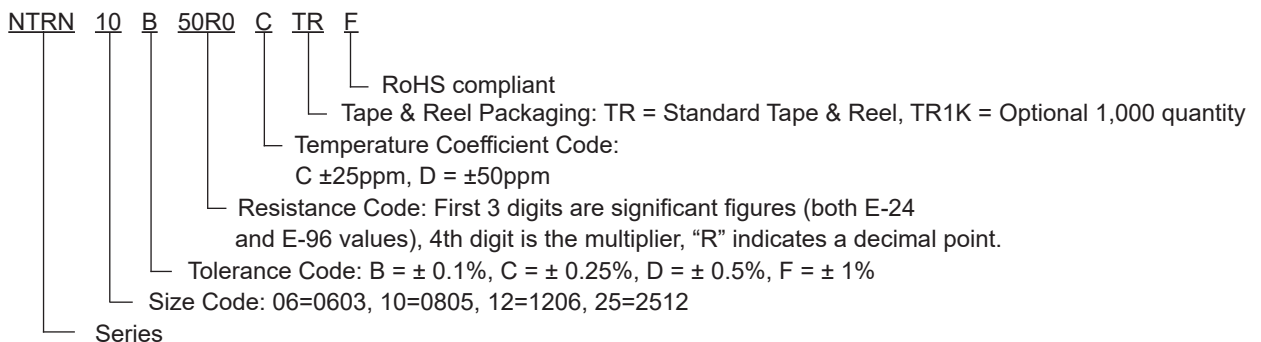 NTRN 10 B 50R0 C TR F
RoHS compliant
Tape & Reel Packaging: TR = Standard Tape & Reel, TR1K = Optional 1,000 quantity
Temperature Coefficient Code:
C ±25ppm, D = ±50ppm
Resistance Code: First 3 digits are significant figures (both E-24
and E-96 values), 4th digit is the multiplier, “R” indicates a decimal point.
Tolerance Code: B = ± 0.1%, C = ± 0.25%, D = ± 0.5%, F = ± 1%
Size Code: 06=0603, 10=0805, 12=1206, 25=2512
Series